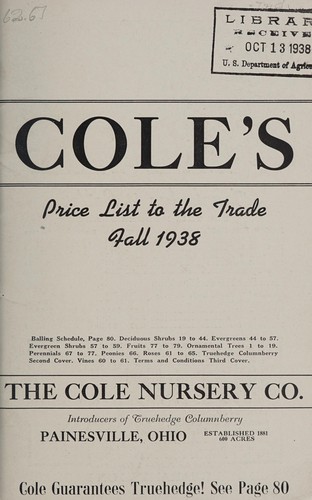 62.61
LIBRAR
RECEIVE
OCT 13 1938
U. S. Department of Agric
COLE'S
Price List to the Trade
Fall 1938
Balling Schedule, Page 80. Deciduous Shrubs 19 to 44. Evergreens 44 to 57.
Evergreen Shrubs 57 to 59. Fruits 77 to 79. Ornamental Trees 1 to 19.
Perennials 67 to 77. Peonies 66. Roses 61 to 65. Truehedge Columnberry
Second Cover. Vines 60 to 61. Terms and Conditions Third Cover.
THE COLE NURSERY CO.
Introducers of Truehedge Columnberry
PAINESVILLE, OHIO ESTABLISHED 1881
600 ACRES
Cole Guarantees Truehedge! See Page 80